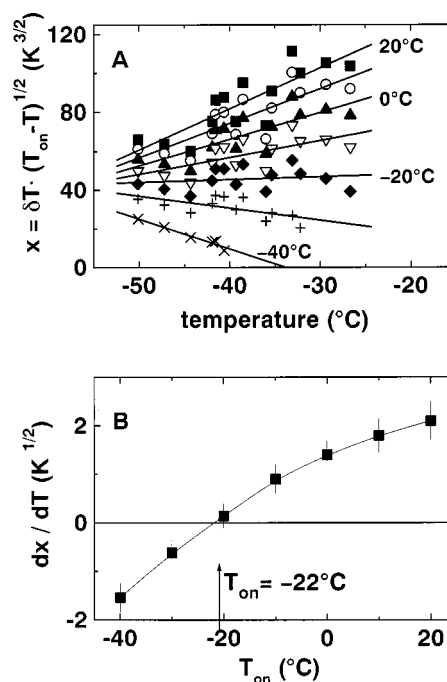 A
x = δT· (T_on-T)^1/2 (K^3/2)
120
80
40
0
20°C
0°C
-20°C
-40°C
-50 -40 -30 -20
temperature (°C)
B
dx / dT (K^1/2)
2
0
-2
T_on= -22°C
-40 -20 0 20
T_on (°C)